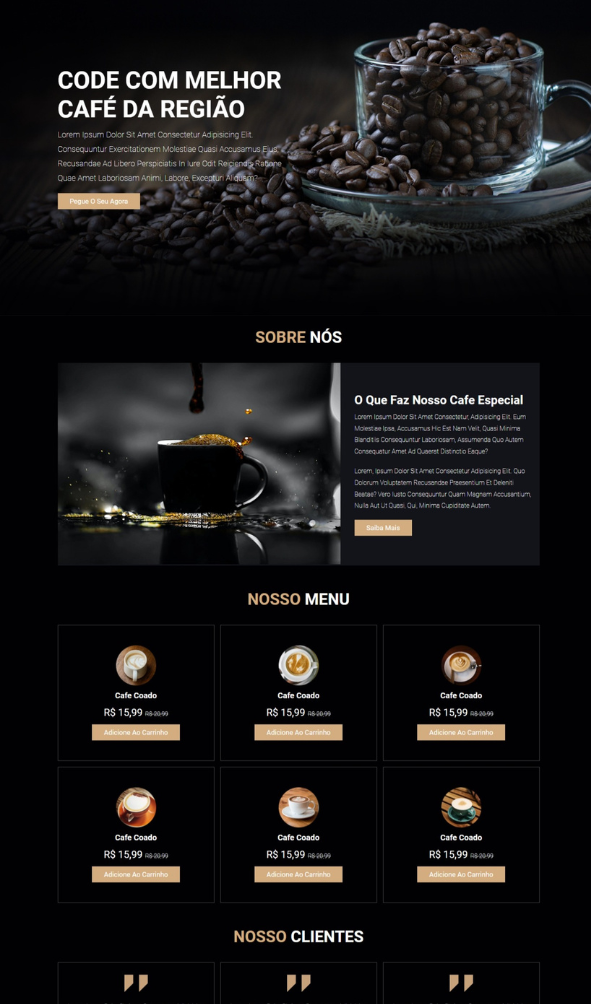 CODE COM MELHOR
CAFÉ DA REGIÃO
Lorem Ipsum Dolor Sit Amet Consectetur Adipisicing Elit.
Consequuntur Exercitationem Molestiae Quasi Accusamus Eius.
Recusandae Ad Libero Perspiciatis In Iure Odit Reiciendis Ratione
Quae Amet Laboriosam Animi, Labore, Excepturi Aliquam?
Pegue O Seu Agora
SOBRE NÓS
O Que Faz Nosso Cafe Especial
Lorem Ipsum Dolor Sit Amet Consectetur, Adipisicing Elit. Eum
Molestiae Ipsa, Accusamus Hic Est Nam Velit, Quasi Minima
Blanditiis Consequuntur Laboriosam, Assumenda Quo Autem
Consequatur Amet Ad Quaerat Distinctio Eaque?
Lorem, Ipsum Dolor Sit Amet Consectetur Adipisicing Elit. Quo
Dolorum Voluptatem Recusandae Praesentium Et Deleniti
Beatae? Vero Iusto Consequuntur Quam Magnam Accusantium,
Nulla Aut Ut Quasi, Qui, Minima Cupiditate Autem.
Saiba Mais
NOSSO MENU
Cafe Coado
R$ 15,99 R$ 20,99
Adicione Ao Carrinho
Cafe Coado
R$ 15,99 R$ 20,99
Adicione Ao Carrinho
Cafe Coado
R$ 15,99 R$ 20,99
Adicione Ao Carrinho
Cafe Coado
R$ 15,99 R$ 20,99
Adicione Ao Carrinho
Cafe Coado
R$ 15,99 R$ 20,99
Adicione Ao Carrinho
Cafe Coado
R$ 15,99 R$ 20,99
Adicione Ao Carrinho
NOSSO CLIENTES